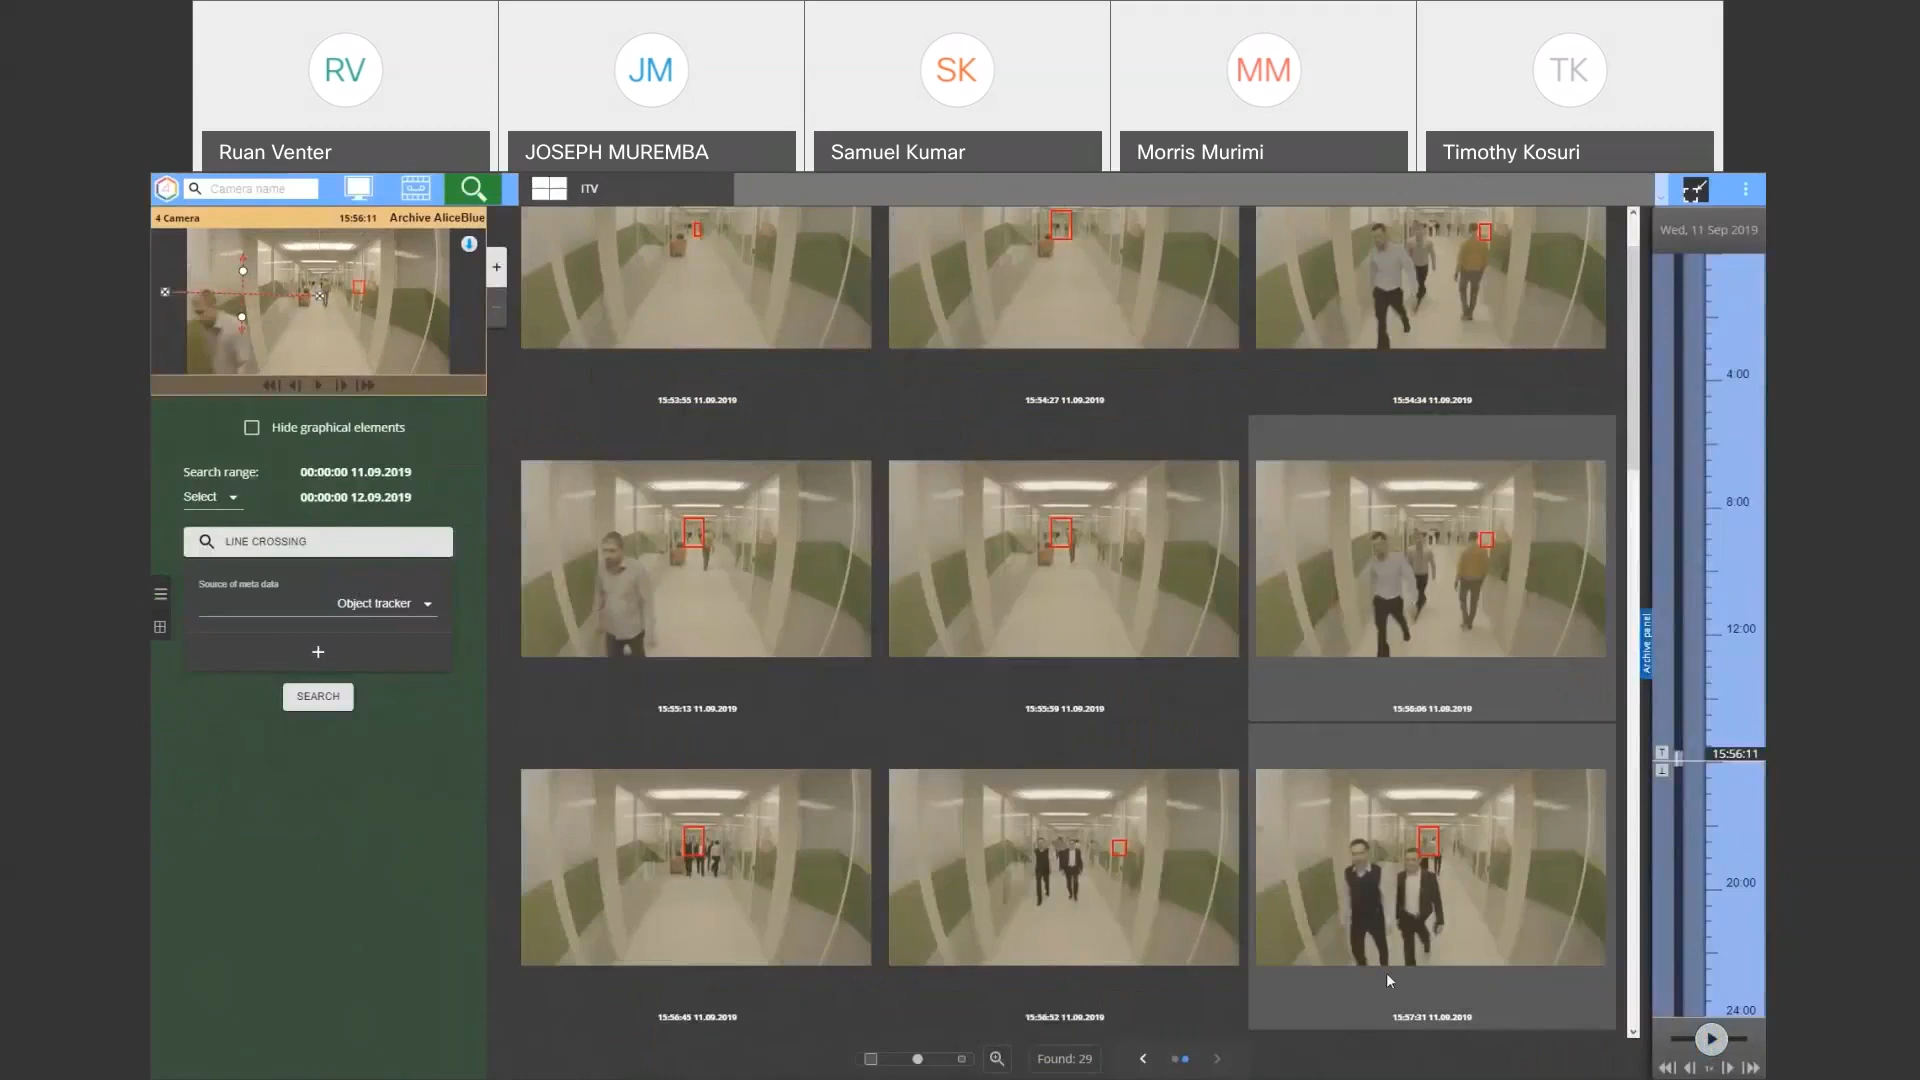 RV
JM
SK
MM
TK
Ruan Venter
JOSEPH MUREMBA
Samuel Kumar
Morris Murimi
Timothy Kosuri
Camera name
ITV
4 Camera
15:56:11
Archive AliceBlue
Wed, 11 Sep 2019
Hide graphical elements
Search range:
00:00:00 11.09.2019
Select
00:00:00 12.09.2019
LINE CROSSING
Source of meta data
Object tracker
+
SEARCH
15:53:55 11.09.2019
15:54:27 11.09.2019
15:54:34 11.09.2019
15:55:13 11.09.2019
15:55:59 11.09.2019
15:56:06 11.09.2019
15:56:45 11.09.2019
15:56:52 11.09.2019
15:57:31 11.09.2019
Found: 29
Archive panel
4:00
8:00
12:00
15:56:11
20:00
24:00
1x